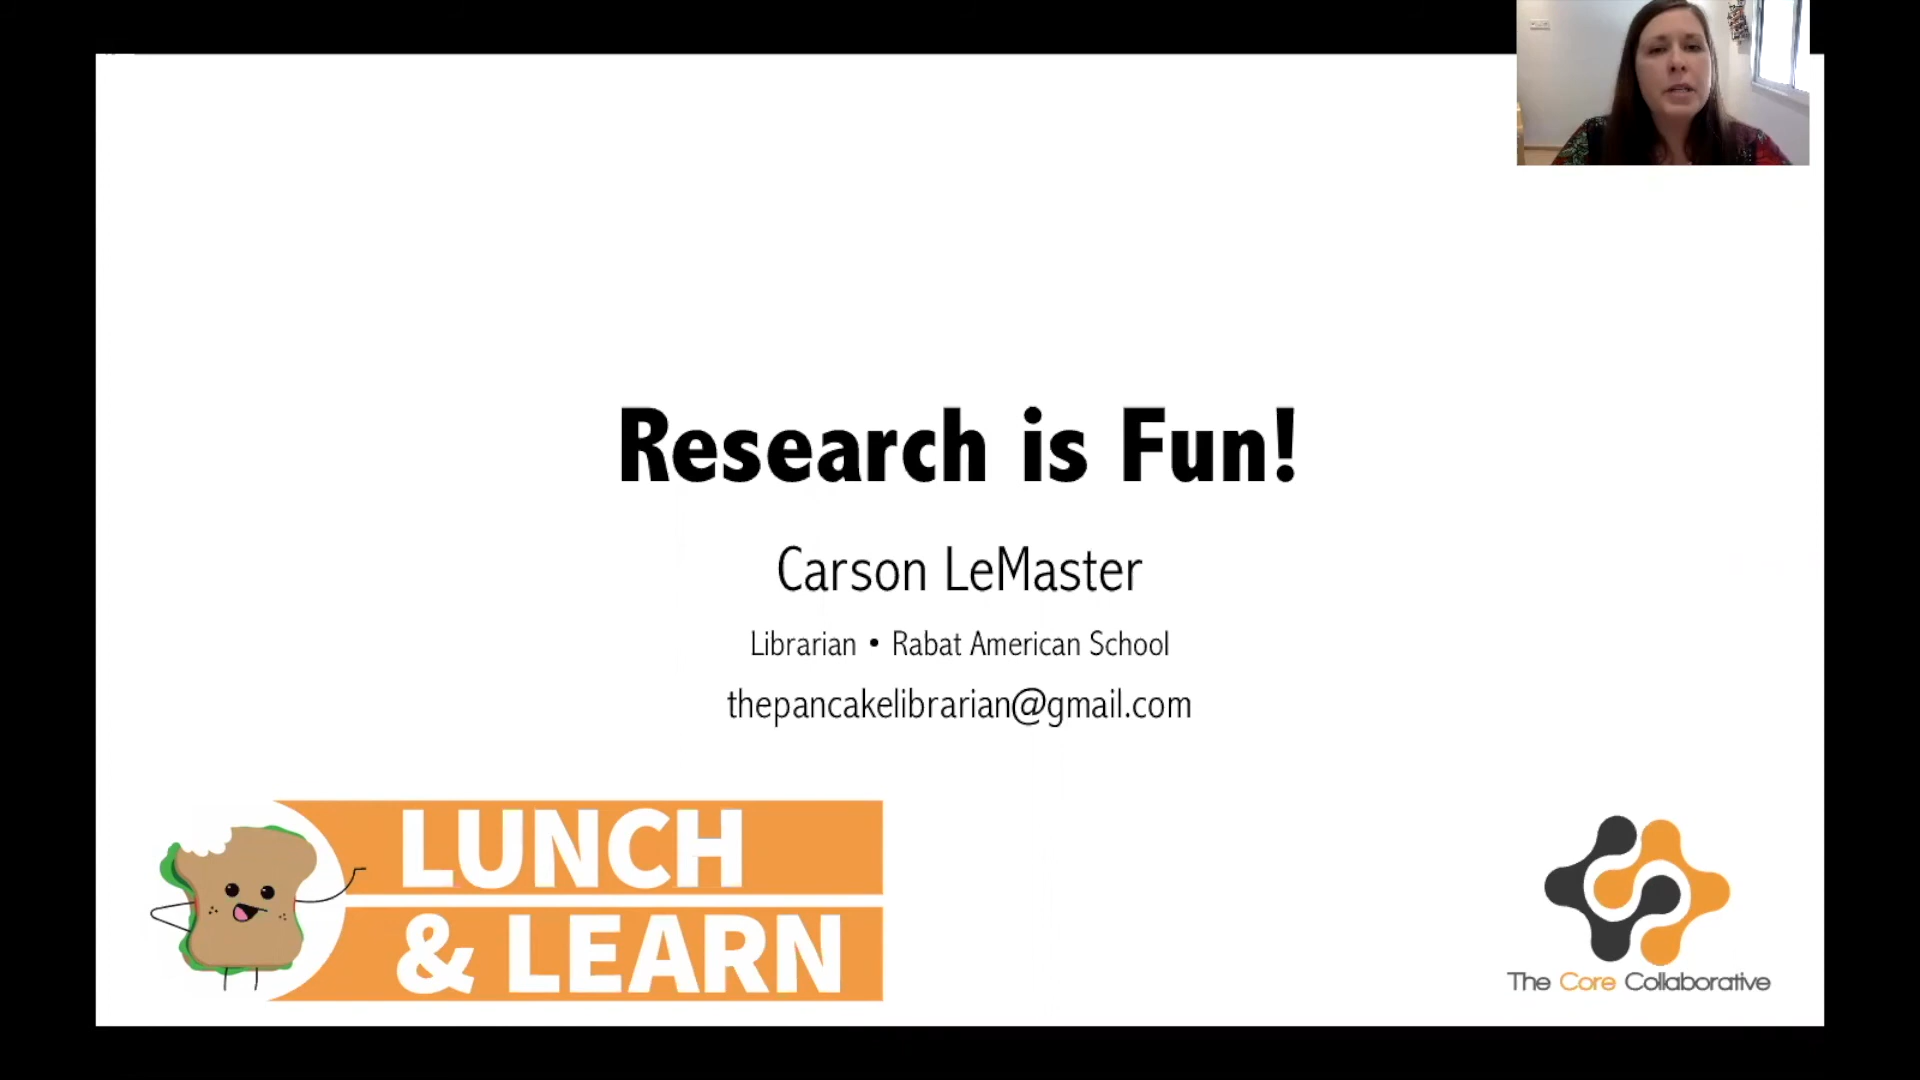 Research is Fun!
Carson LeMaster
Librarian • Rabat American School
thepancakelibrarian@gmail.com
LUNCH
& LEARN
The Core Collaborative